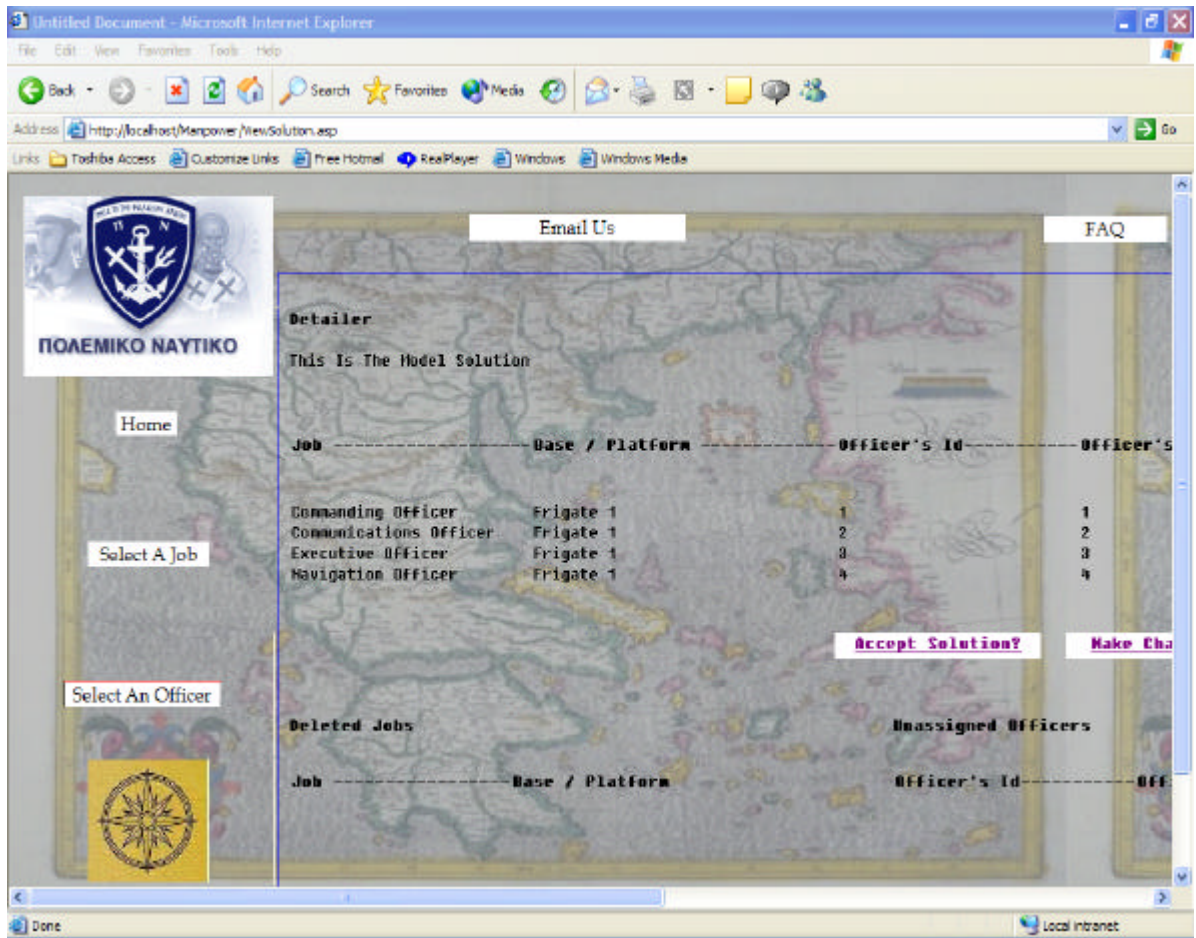 Untitled Document - Microsoft Internet Explorer
File Edit View Favorites Tools Help
Back Search Favorites Media
Address http://localhost/Manpower/ViewSolution.asp Go
Links Toshiba Access Customize Links Free Hotmail RealPlayer Windows Windows Media
Π Ν
ΠΟΛΕΜΙΚΟ ΝΑΥΤΙΚΟ
Email Us FAQ
Detailer
This Is The Model Solution
Home
Job --------------------Base / Platform --------------Officer's Id------------Officer's
Commanding Officer Frigate 1 1 1
Communications Officer Frigate 1 2 2
Executive Officer Frigate 1 3 3
Navigation Officer Frigate 1 4 4
Select A Job
Accept Solution? Make Cha
Select An Officer
Deleted Jobs Unassigned Officers
Job ------------------Base / Platform Officer's Id------------Off
Done Local intranet